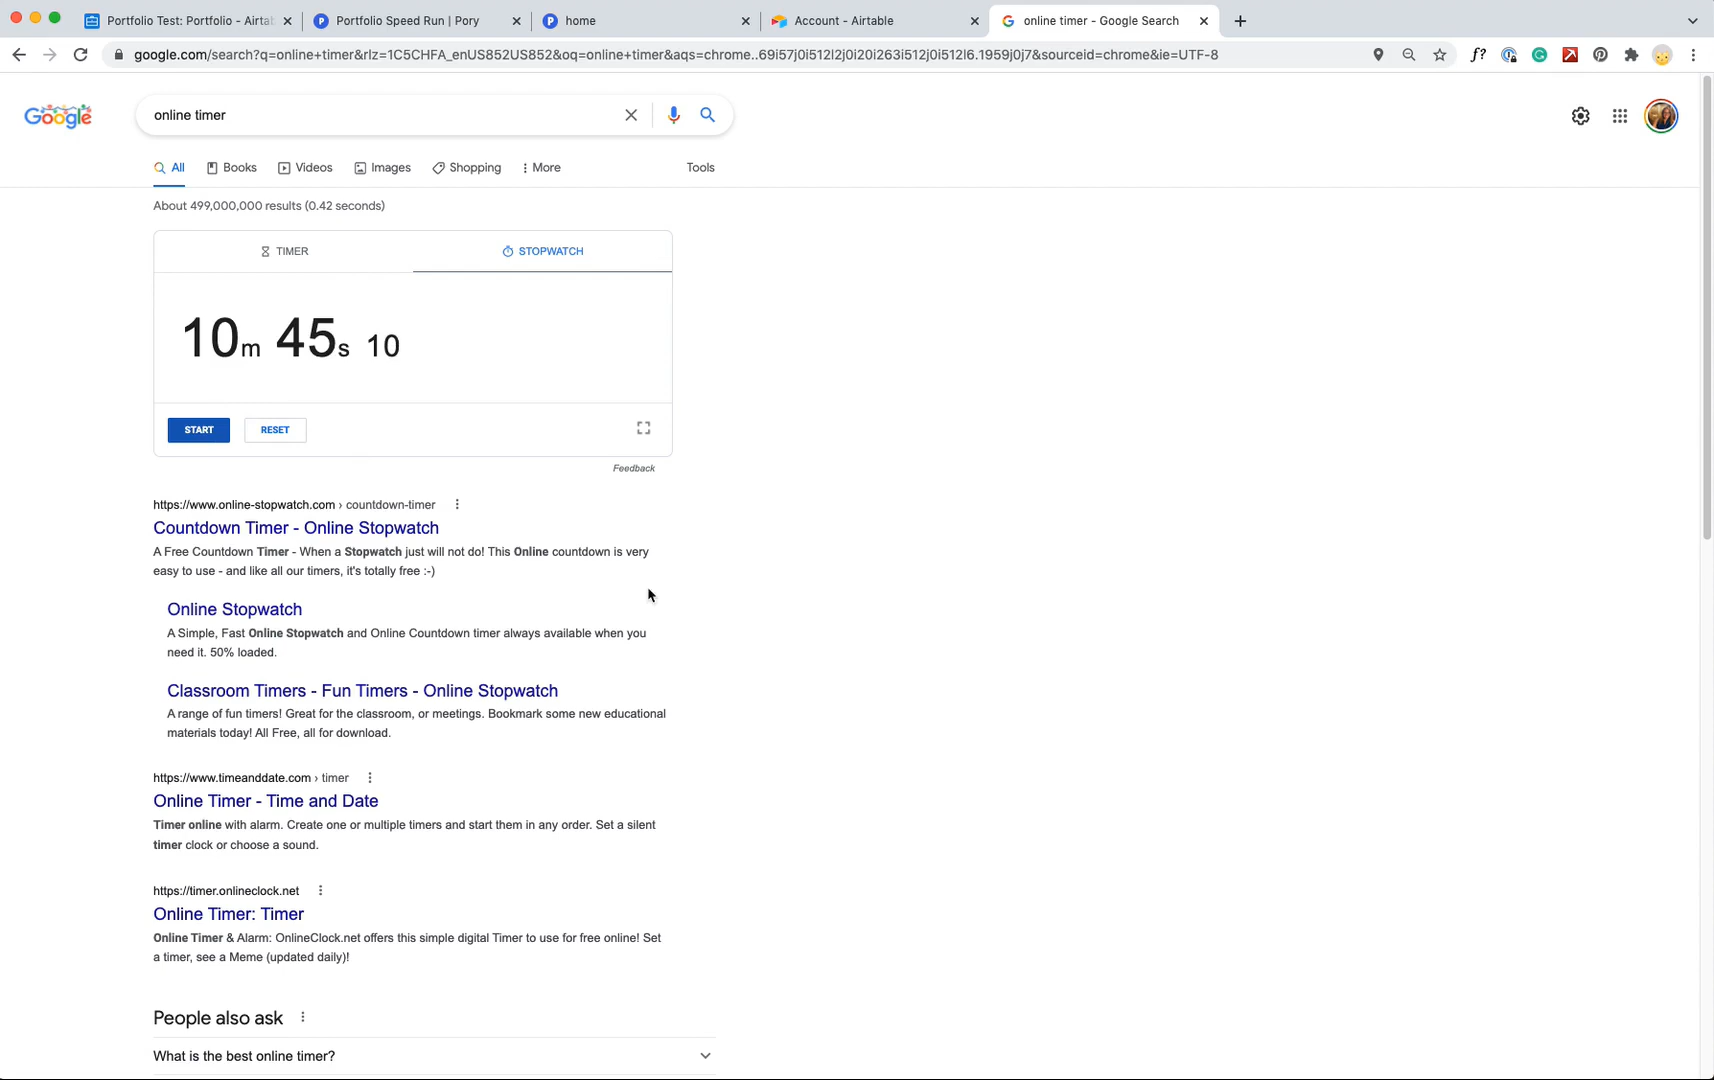 Portfolio Test: Portfolio - Airtab
Portfolio Speed Run | Pory
home
Account - Airtable
online timer - Google Search
google.com/search?q=online+timer&rlz=1C5CHFA_enUS852US852&oq=online+timer&aqs=chrome..69i57j0i512l2j0i20i263i512j0i512l6.1959j0j7&sourceid=chrome&ie=UTF-8
Google
online timer
All
Books
Videos
Images
Shopping
More
Tools
About 499,000,000 results (0.42 seconds)
TIMER
STOPWATCH
10m 45s 10
START
RESET
Feedback
https://www.online-stopwatch.com › countdown-timer
Countdown Timer - Online Stopwatch
A Free Countdown Timer - When a Stopwatch just will not do! This Online countdown is very
easy to use - and like all our timers, it's totally free :-)
Online Stopwatch
A Simple, Fast Online Stopwatch and Online Countdown timer always available when you
need it. 50% loaded.
Classroom Timers - Fun Timers - Online Stopwatch
A range of fun timers! Great for the classroom, or meetings. Bookmark some new educational
materials today! All Free, all for download.
https://www.timeanddate.com › timer
Online Timer - Time and Date
Timer online with alarm. Create one or multiple timers and start them in any order. Set a silent
timer clock or choose a sound.
https://timer.onlineclock.net
Online Timer: Timer
Online Timer & Alarm: OnlineClock.net offers this simple digital Timer to use for free online! Set
a timer, see a Meme (updated daily)!
People also ask
What is the best online timer?